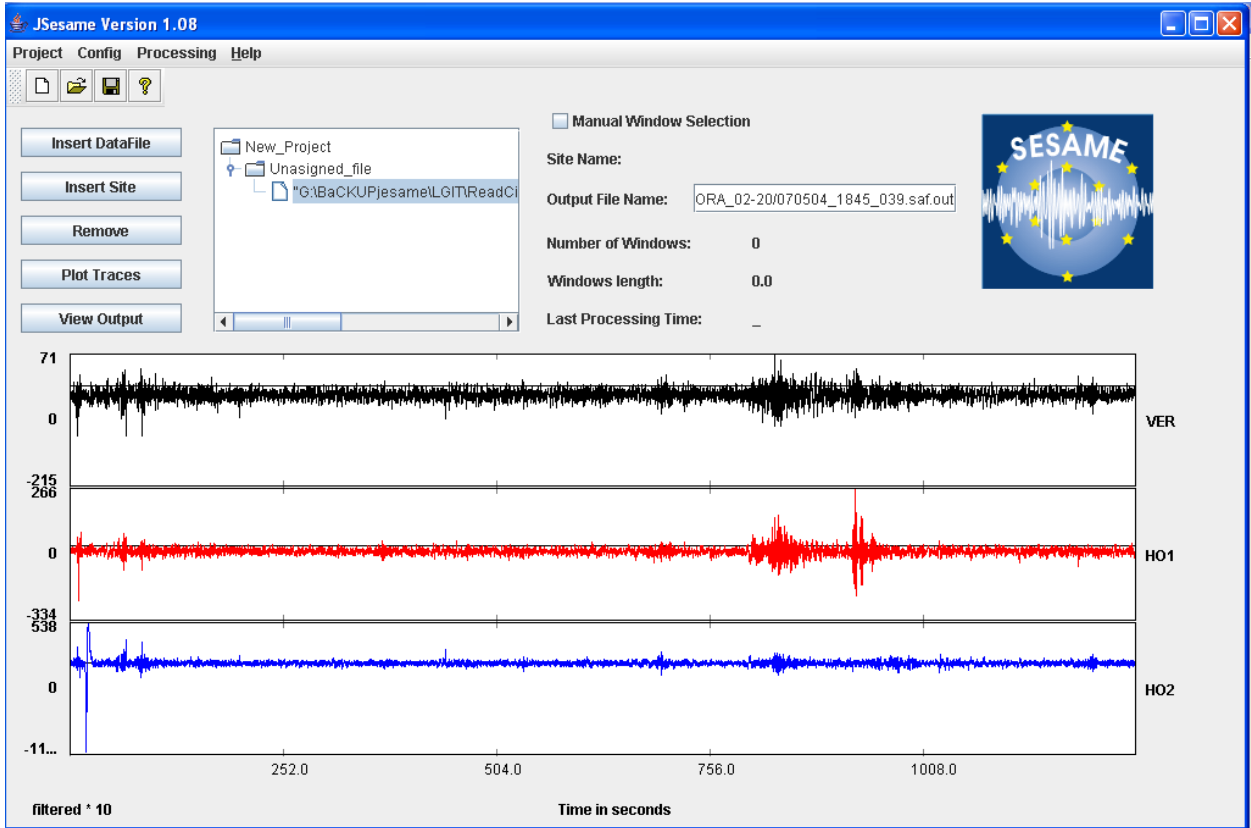 JSesame Version 1.08
Project Config Processing Help
Insert DataFile
Insert Site
Remove
Plot Traces
View Output
New_Project
Unasigned_file
"G:\BaCKUPjesame\LGIT\ReadCi
Manual Window Selection
Site Name:
Output File Name: ORA_02-20/070504_1845_039.saf.out
Number of Windows: 0
Windows length: 0.0
Last Processing Time: _
SESAME
71
0
-215
VER
266
0
-334
HO1
538
0
-11...
HO2
252.0 504.0 756.0 1008.0
filtered * 10 Time in seconds